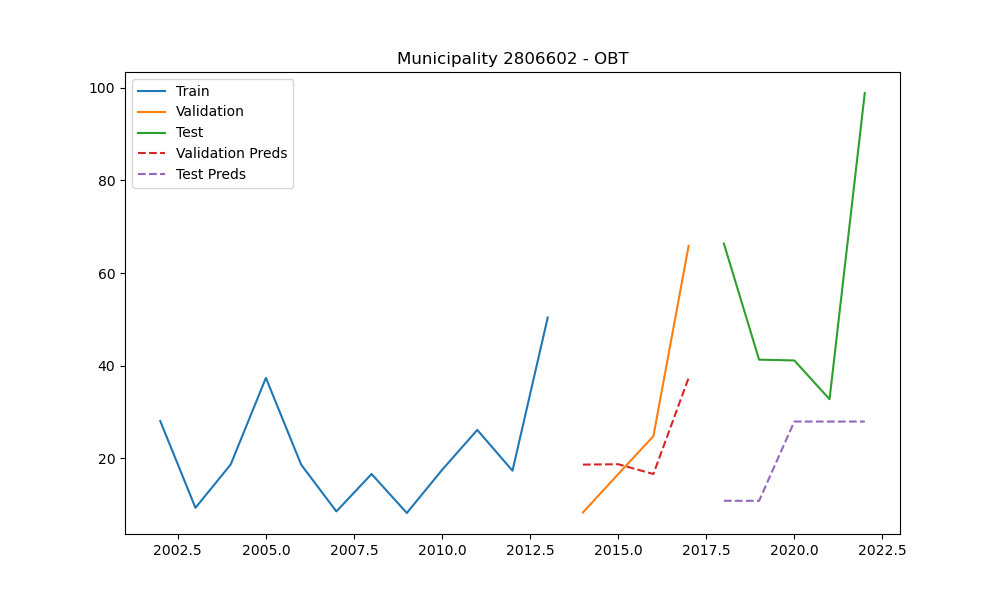 Municipality 2806602 - OBT
Train
Validation
Test
Validation Preds
Test Preds
100
80
60
40
20
2002.5 2005.0 2007.5 2010.0 2012.5 2015.0 2017.5 2020.0 2022.5